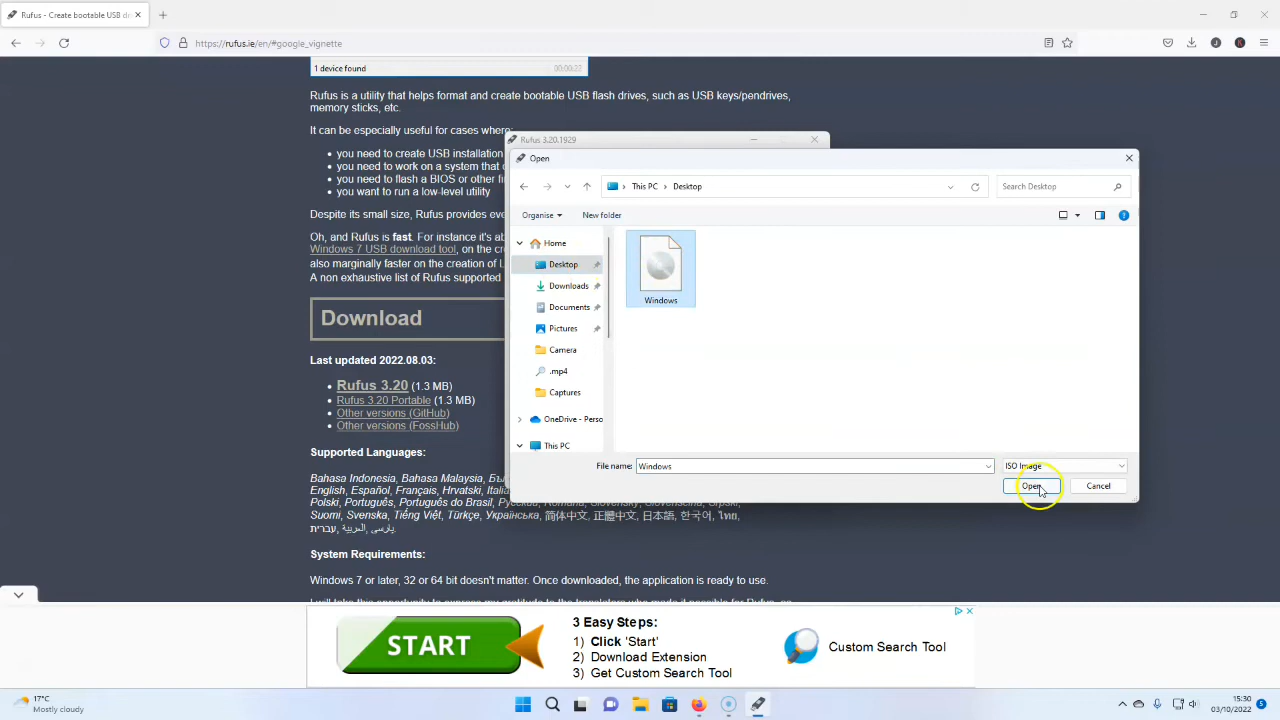 Rufus - Create bootable USB d
https://rufus.ie/en/#google_vignette
1 device found
00:00:23
Rufus is a utility that helps format and create bootable USB flash drives, such as USB keys/pendrives,
memory sticks, etc.
It can be especially useful for cases where:
you need to create USB installation
you need to work on a system that
you need to flash a BIOS or other fi
you want to run a low-level utility
Despite its small size, Rufus provides eve
Oh, and Rufus is fast. For instance it's ab
Windows 7 USB download tool, on the cre
also marginally faster on the creation of L
A non exhaustive list of Rufus supported
Download
Last updated 2022.08.03:
Rufus 3.20 (1.3 MB)
Rufus 3.20 Portable (1.3 MB)
Other versions (GitHub)
Other versions (FossHub)
Supported Languages:
Bahasa Indonesia, Bahasa Malaysia, Бъ
English, Español, Français, Hrvatski, Itali
Polski, Português, Português do Brasil,
Suomi, Svenska, Tiếng Việt, Türkçe, Українська, 简体中文, 正體中文, 日本語, 한국어, ไทย,
עברית, العربية, پارسی.
System Requirements:
Windows 7 or later, 32 or 64 bit doesn't matter. Once downloaded, the application is ready to use.
Rufus 3.20.1929
Open
This PC > Desktop
Search Desktop
Organise
New folder
Home
Desktop
Downloads
Documents
Pictures
Camera
.mp4
Captures
OneDrive - Perso
This PC
Windows
File name:
Windows
ISO Image
Open
Cancel
START
3 Easy Steps:
1) Click 'Start'
2) Download Extension
3) Get Custom Search Tool
Custom Search Tool
17°C
Mostly cloudy
15:30
03/10/2022
5